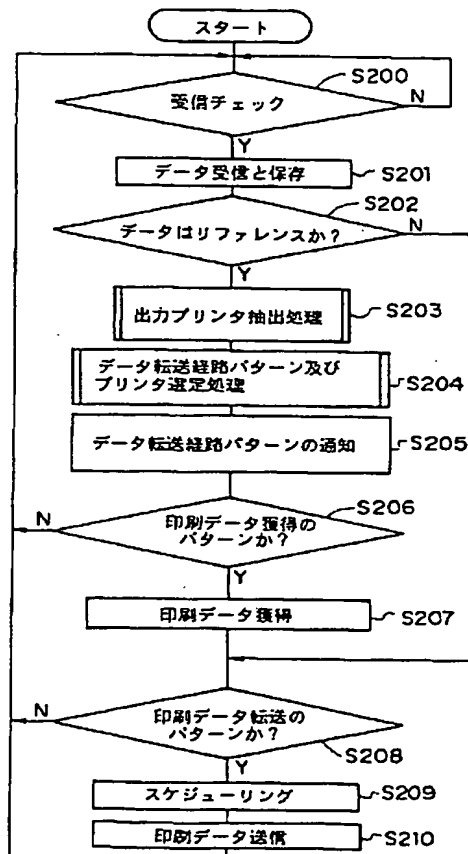 スタート
S200
受信チェック
N
Y
データ受信と保存
S201
S202
データはリファレンスか?
N
Y
出力プリンタ抽出処理
S203
データ転送経路パターン及び
プリンタ選定処理
S204
データ転送経路パターンの通知
S205
S206
N
印刷データ獲得の
パターンか?
Y
印刷データ獲得
S207
N
印刷データ転送の
パターンか?
S208
Y
スケジューリング
S209
印刷データ送信
S210